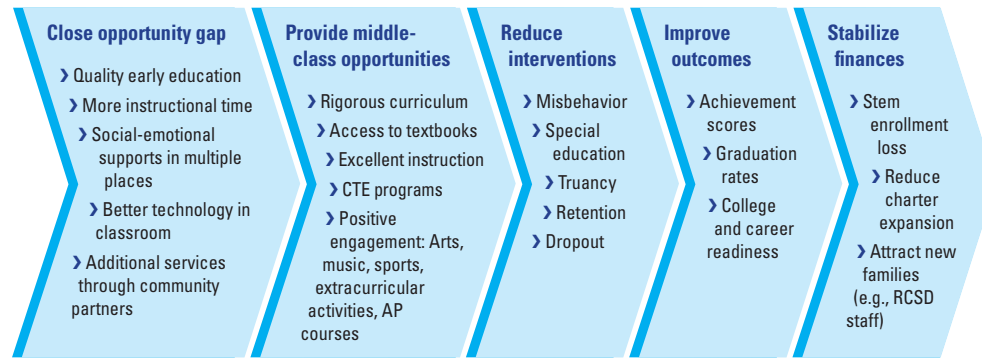 Close opportunity gap
❯ Quality early education
❯ More instructional time
❯ Social-emotional
supports in multiple
places
❯ Better technology in
classroom
❯ Additional services
through community
partners
Provide middle-
class opportunities
❯ Rigorous curriculum
❯ Access to textbooks
❯ Excellent instruction
❯ CTE programs
❯ Positive
engagement: Arts,
music, sports,
extracurricular
activities, AP
courses
Reduce
interventions
❯ Misbehavior
❯ Special
education
❯ Truancy
❯ Retention
❯ Dropout
Improve
outcomes
❯ Achievement
scores
❯ Graduation
rates
❯ College
and career
readiness
Stabilize
finances
❯ Stem
enrollment
loss
❯ Reduce
charter
expansion
❯ Attract new
families
(e.g., RCSD
staff)